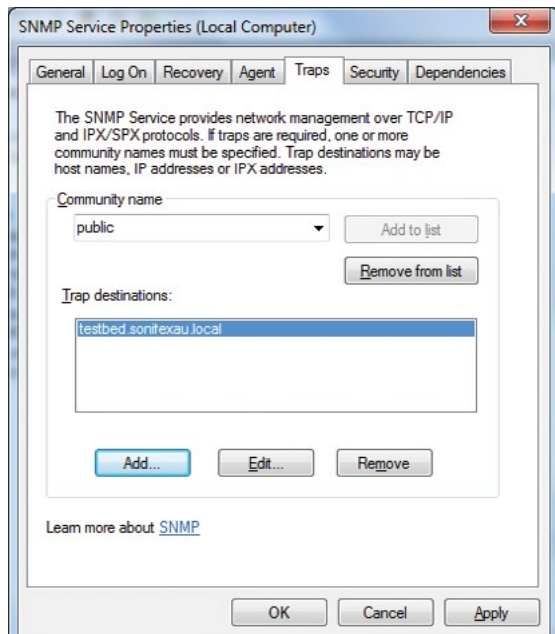 SNMP Service Properties (Local Computer)
General Log On Recovery Agent Traps Security Dependencies
The SNMP Service provides network management over TCP/IP
and IPX/SPX protocols. If traps are required, one or more
community names must be specified. Trap destinations may be
host names, IP addresses or IPX addresses.
Community name
public
Add to list
Remove from list
Trap destinations:
testbed.sonifexau.local
Add...
Edit...
Remove
Learn more about SNMP
OK Cancel Apply